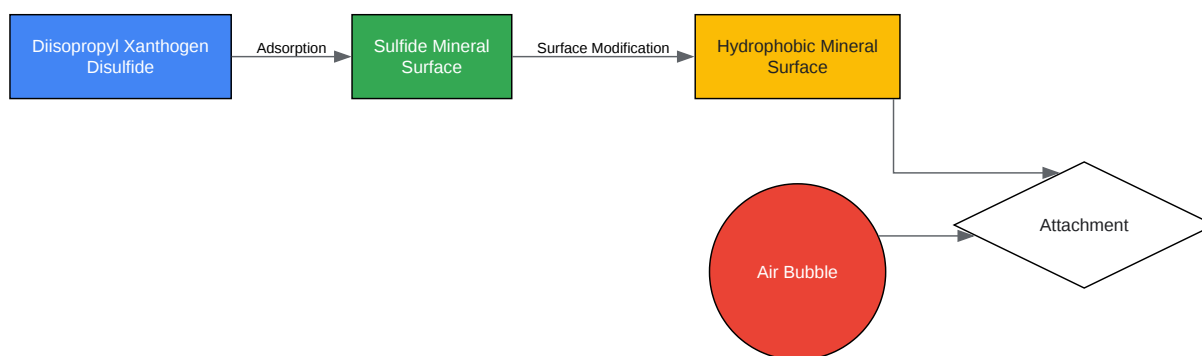 Diisopropyl Xanthogen
Disulfide
Adsorption
Sulfide Mineral
Surface
Surface Modification
Hydrophobic Mineral
Surface
Attachment
Air Bubble